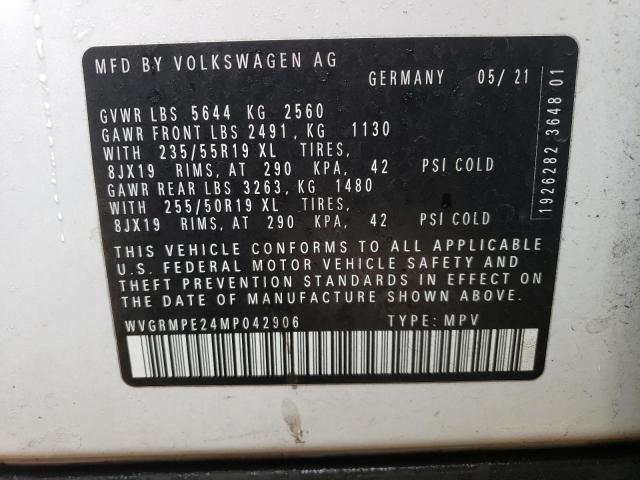 MFD BY VOLKSWAGEN AG
GERMANY 05/ 21
GVWR LBS 5644 KG 2560
GAWR FRONT LBS 2491, KG 1130
WITH 235/55R19 XL TIRES,
8JX19 RIMS, AT 290 KPA, 42 PSI COLD
GAWR REAR LBS 3263, KG 1480
WITH 255/50R19 XL TIRES,
8JX19 RIMS, AT 290 KPA, 42 PSI COLD
THIS VEHICLE CONFORMS TO ALL APPLICABLE
U.S. FEDERAL MOTOR VEHICLE SAFETY AND
THEFT PREVENTION STANDARDS IN EFFECT ON
THE DATE OF MANUFACTURE SHOWN ABOVE.
WVGRMPE24MP042906 TYPE: MPV
1926282 3648 01